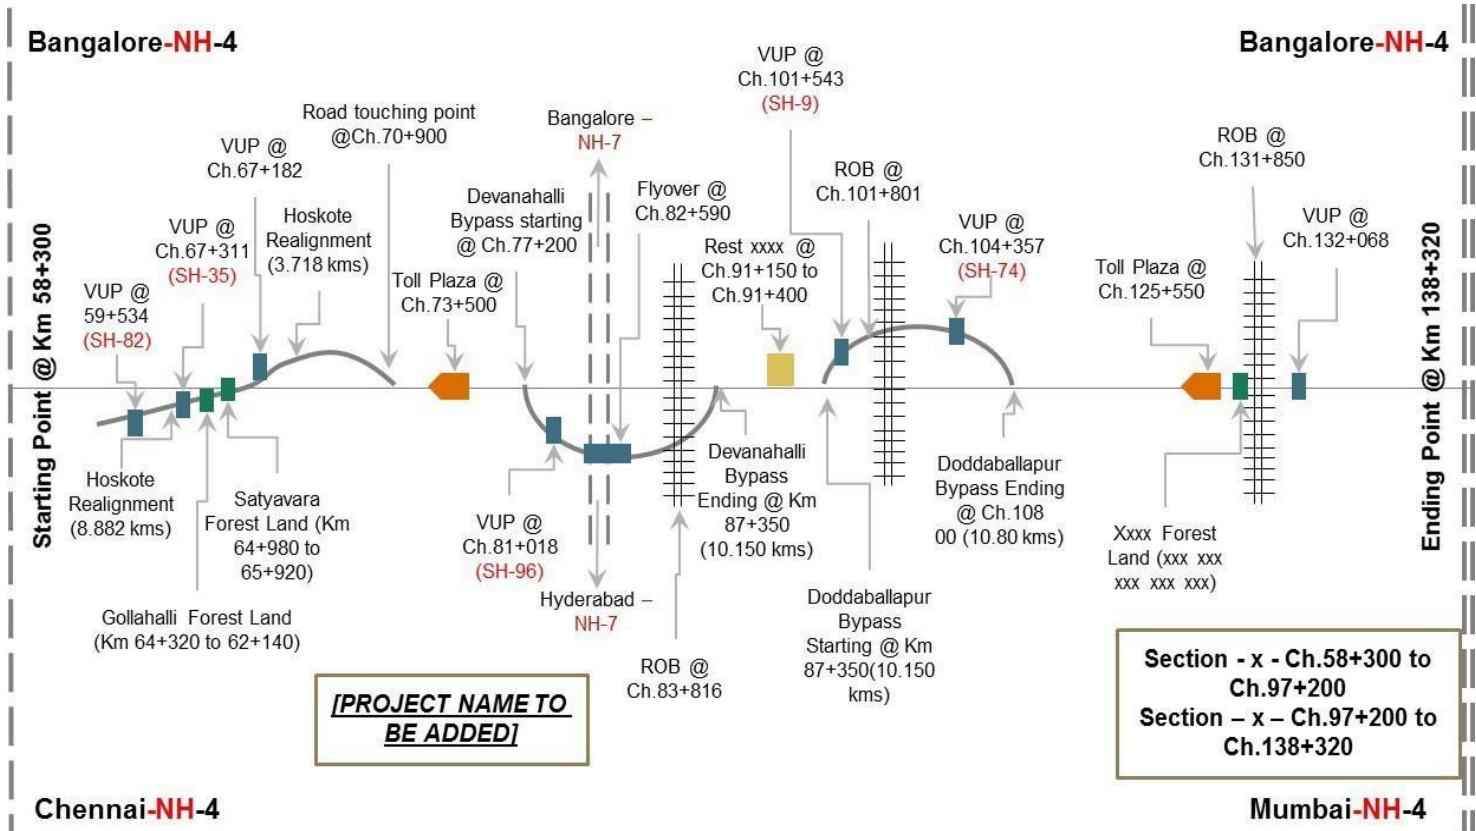 Bangalore-NH-4
Bangalore-NH-4
Starting Point @ Km 58+300
VUP @
59+534
(SH-82)
VUP @
Ch.67+311
(SH-35)
VUP @
Ch.67+182
Hoskote
Realignment
(3.718 kms)
Road touching point
@Ch.70+900
Toll Plaza @
Ch.73+500
Devanahalli
Bypass starting
@ Ch.77+200
Bangalore –
NH-7
Flyover @
Ch.82+590
Rest xxxx @
Ch.91+150 to
Ch.91+400
VUP @
Ch.101+543
(SH-9)
ROB @
Ch.101+801
VUP @
Ch.104+357
(SH-74)
Toll Plaza @
Ch.125+550
ROB @
Ch.131+850
VUP @
Ch.132+068
Ending Point @ Km 138+320
Hoskote
Realignment
(8.882 kms)
Gollahalli Forest Land
(Km 64+320 to 62+140)
Satyavara
Forest Land (Km
64+980 to
65+920)
VUP @
Ch.81+018
(SH-96)
Hyderabad –
NH-7
ROB @
Ch.83+816
Devanahalli
Bypass
Ending @ Km
87+350
(10.150 kms)
Doddaballapur
Bypass
Starting @ Km
87+350(10.150
kms)
Doddaballapur
Bypass Ending
@ Ch.108
00 (10.80 kms)
Xxxx Forest
Land (xxx xxx
xxx xxx xxx)
[PROJECT NAME TO
BE ADDED]
Section - x - Ch.58+300 to
Ch.97+200
Section – x – Ch.97+200 to
Ch.138+320
Chennai-NH-4
Mumbai-NH-4